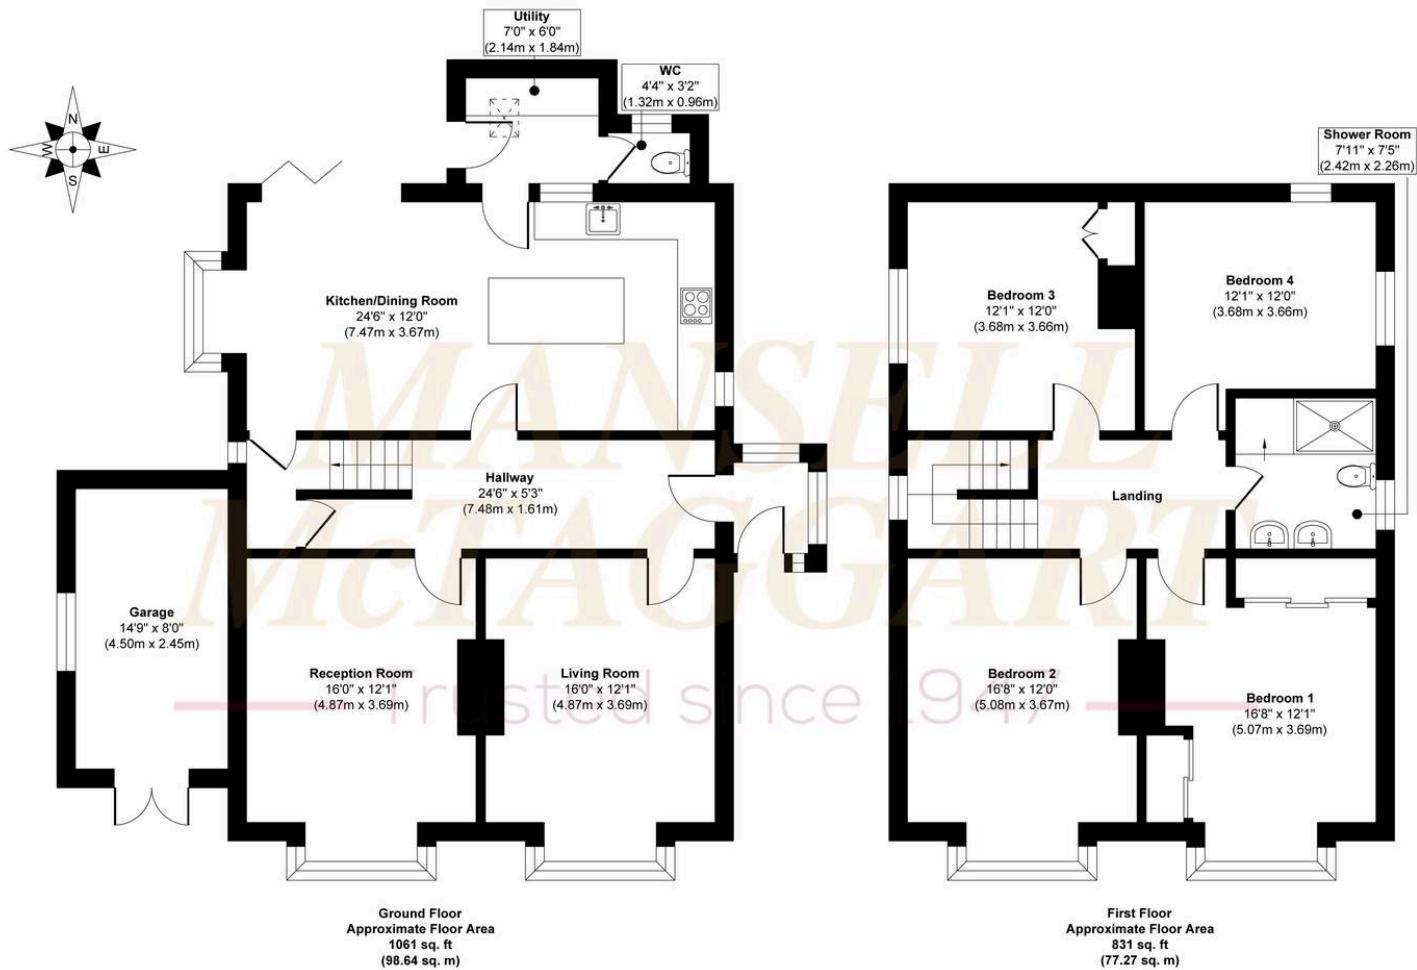 Utility
7'0" x 6'0"
(2.14m x 1.84m)
WC
4'4" x 3'2"
(1.32m x 0.96m)
N
W
E
S
Shower Room
7'11" x 7'5"
(2.42m x 2.26m)
Kitchen/Dining Room
24'6" x 12'0"
(7.47m x 3.67m)
Bedroom 3
12'1" x 12'0"
(3.68m x 3.66m)
Bedroom 4
12'1" x 12'0"
(3.68m x 3.66m)
MANSELL
McTAGGART
Trusted since 1947
Hallway
24'6" x 5'3"
(7.48m x 1.61m)
Landing
Garage
14'9" x 8'0"
(4.50m x 2.45m)
Reception Room
16'0" x 12'1"
(4.87m x 3.69m)
Living Room
16'0" x 12'1"
(4.87m x 3.69m)
Bedroom 2
16'8" x 12'0"
(5.08m x 3.67m)
Bedroom 1
16'8" x 12'1"
(5.07m x 3.69m)
Ground Floor
Approximate Floor Area
1061 sq. ft
(98.64 sq. m)
First Floor
Approximate Floor Area
831 sq. ft
(77.27 sq. m)